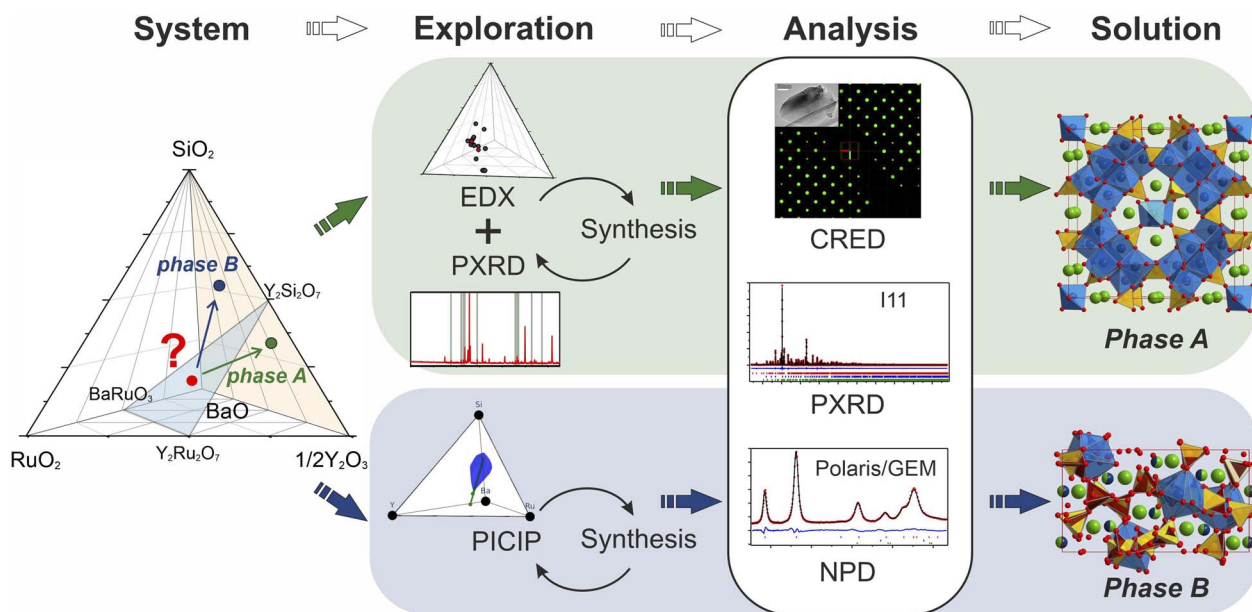 System
Exploration
Analysis
Solution
SiO₂
phase B
Y₂Si₂O₇
?
phase A
BaRuO₃
BaO
RuO₂
Y₂Ru₂O₇
1/2Y₂O₃
EDX
+
PXRD
Synthesis
CRED
I11
PXRD
Phase A
Si
Y
Ba
Ru
PICIP
Synthesis
Polaris/GEM
NPD
Phase B